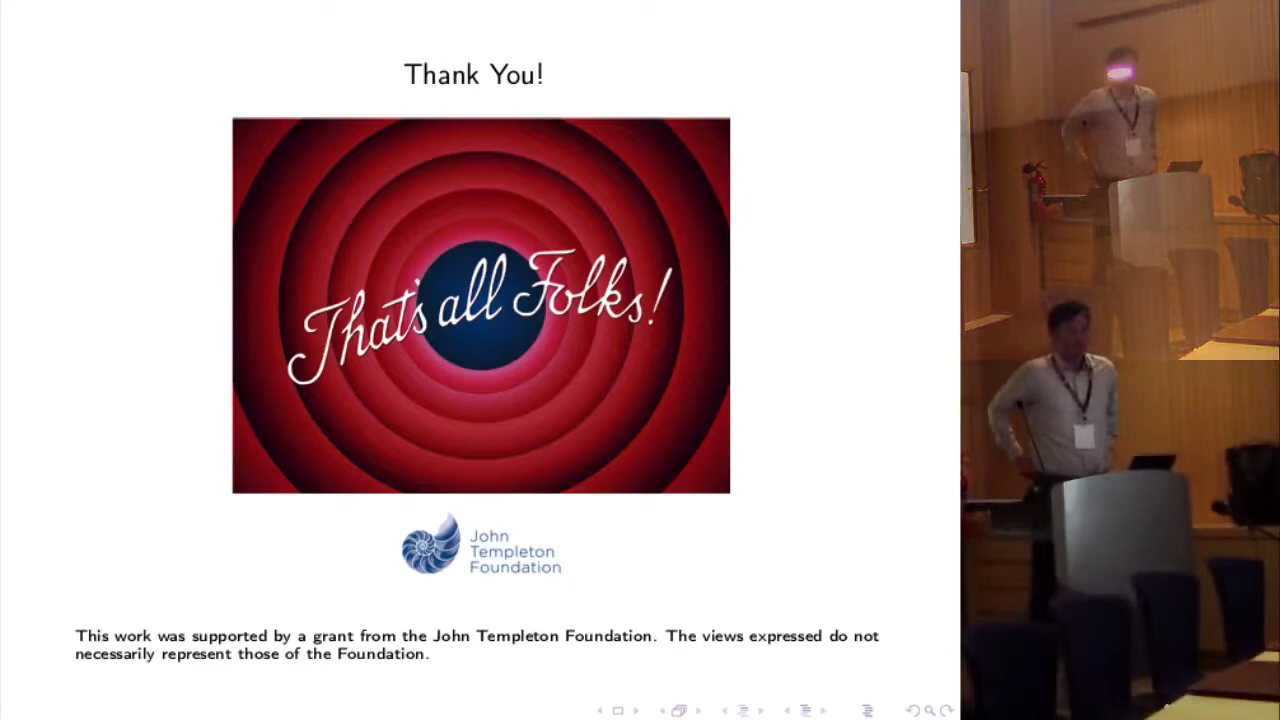 Thank You!
That's all Folks!
John
Templeton
Foundation
This work was supported by a grant from the John Templeton Foundation. The views expressed do not
necessarily represent those of the Foundation.